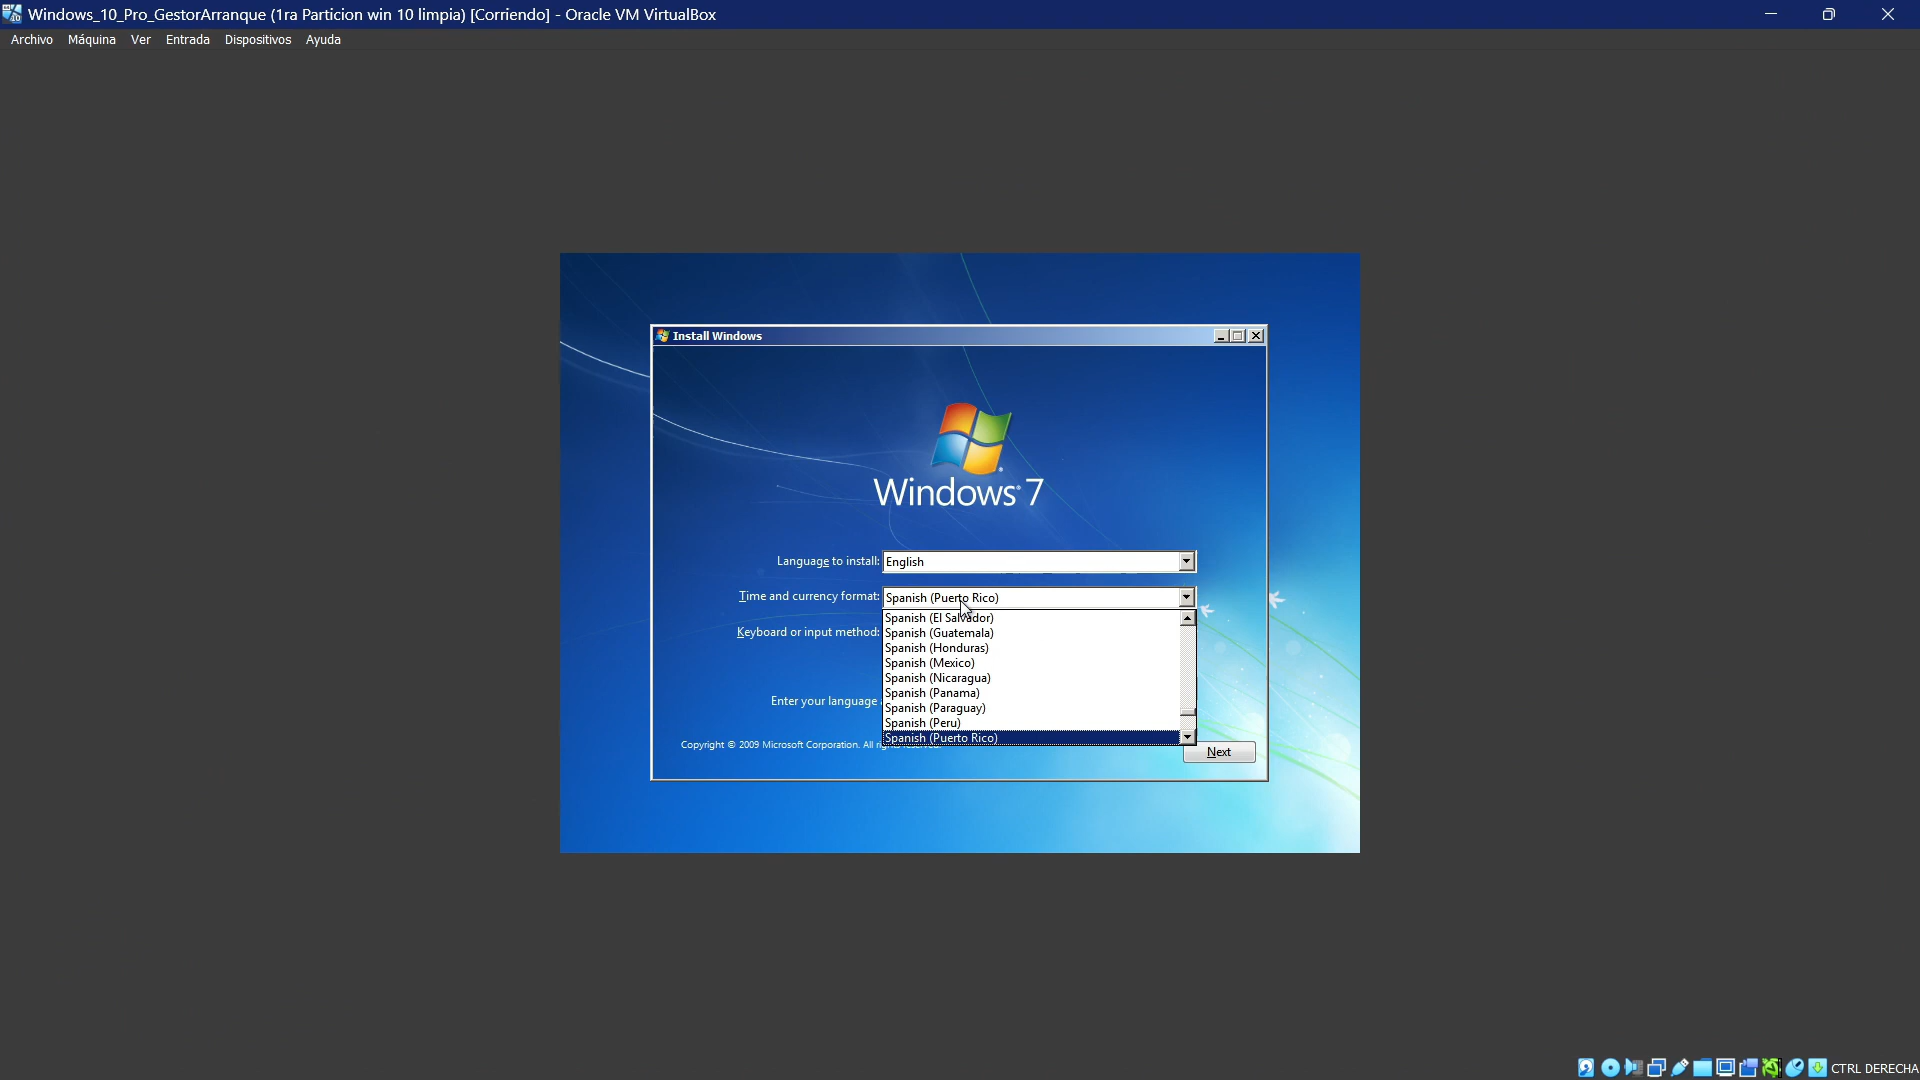 Windows_10_Pro_GestorArranque (1ra Particion win 10 limpia) [Corriendo] - Oracle VM VirtualBox
Archivo Máquina Ver Entrada Dispositivos Ayuda
Install Windows
Windows® 7
Language to install: English
Time and currency format: Spanish (Puerto Rico)
Spanish (El Salvador)
Keyboard or input method: Spanish (Guatemala)
Spanish (Honduras)
Spanish (Mexico)
Spanish (Nicaragua)
Spanish (Panama)
Enter your language
Spanish (Paraguay)
Spanish (Peru)
Spanish (Puerto Rico)
Copyright © 2009 Microsoft Corporation. All
Next
CTRL DERECHA